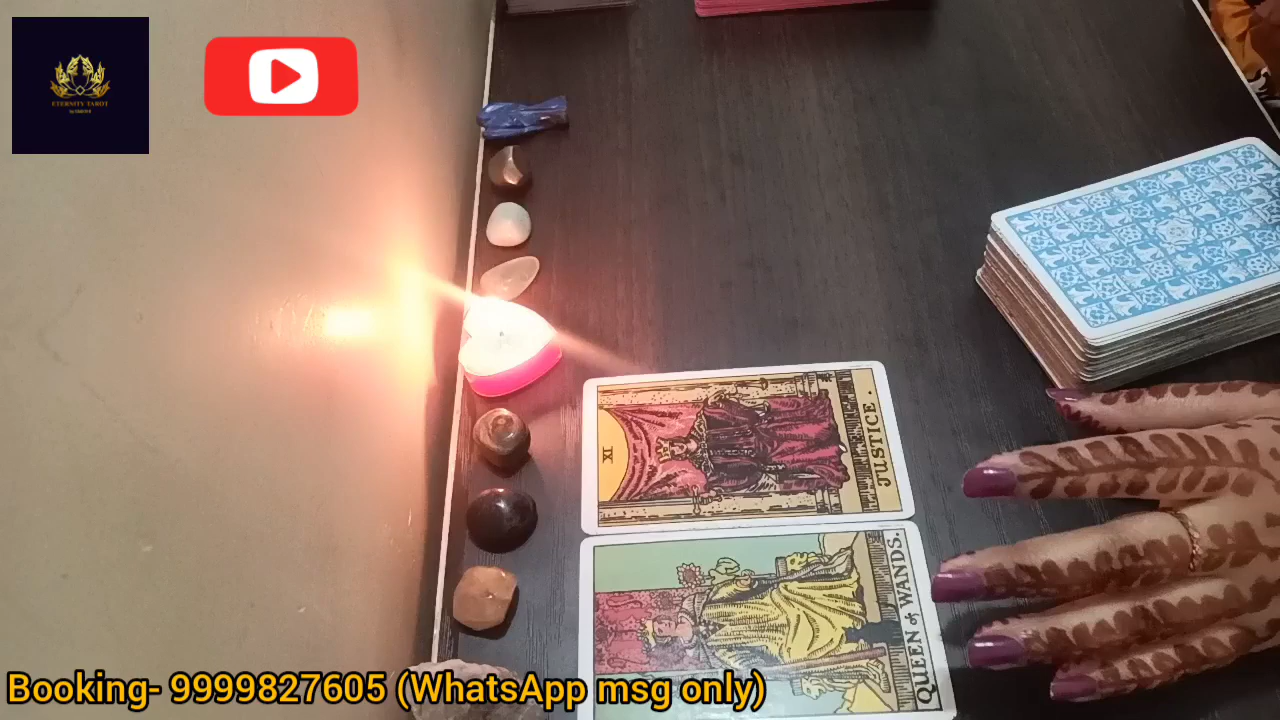 ETERNITY TAROT
XI
JUSTICE.
QUEEN of WANDS.
Booking- 9999827605 (WhatsApp msg only)